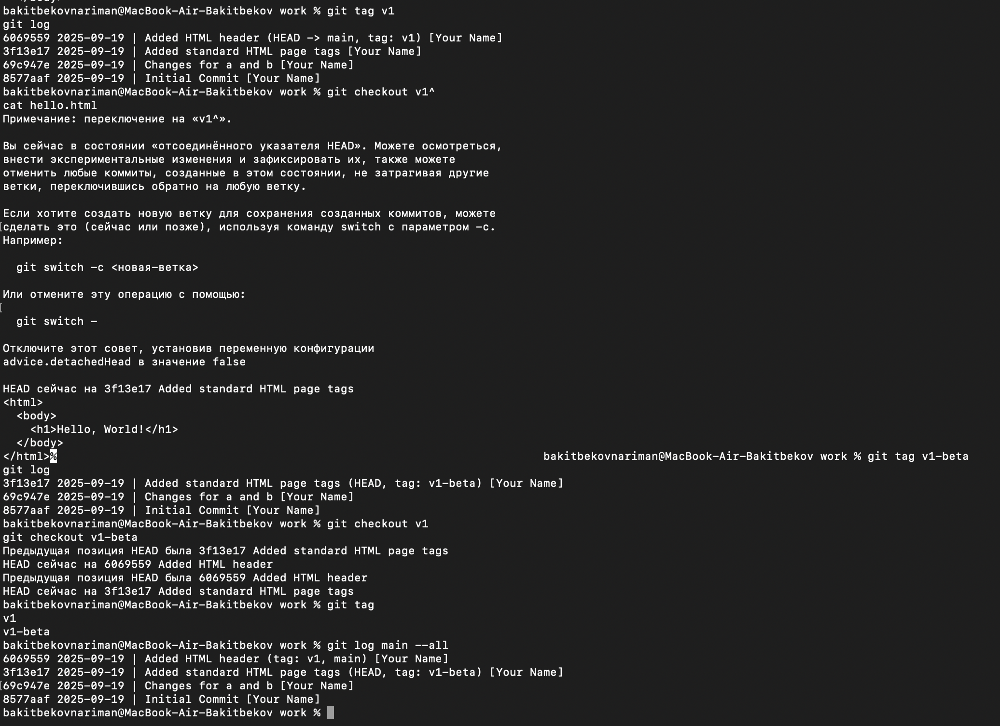 </body>
bakitbekovnariman@MacBook-Air-Bakitbekov work % git tag v1
git log
6069559 2025-09-19 | Added HTML header (HEAD -> main, tag: v1) [Your Name]
3f13e17 2025-09-19 | Added standard HTML page tags [Your Name]
69c947e 2025-09-19 | Changes for a and b [Your Name]
8577aaf 2025-09-19 | Initial Commit [Your Name]
bakitbekovnariman@MacBook-Air-Bakitbekov work % git checkout v1^
cat hello.html
Примечание: переключение на «v1^».

Вы сейчас в состоянии «отсоединённого указателя HEAD». Можете осмотреться,
внести экспериментальные изменения и зафиксировать их, также можете
отменить любые коммиты, созданные в этом состоянии, не затрагивая другие
ветки, переключившись обратно на любую ветку.

Если хотите создать новую ветку для сохранения созданных коммитов, можете
сделать это (сейчас или позже), используя команду switch с параметром -c.
Например:

  git switch -c <новая-ветка>

Или отмените эту операцию с помощью:

  git switch -

Отключите этот совет, установив переменную конфигурации
advice.detachedHead в значение false

HEAD сейчас на 3f13e17 Added standard HTML page tags
<html>
  <body>
    <h1>Hello, World!</h1>
  </body>
</html>% bakitbekovnariman@MacBook-Air-Bakitbekov work % git tag v1-beta
git log
3f13e17 2025-09-19 | Added standard HTML page tags (HEAD, tag: v1-beta) [Your Name]
69c947e 2025-09-19 | Changes for a and b [Your Name]
8577aaf 2025-09-19 | Initial Commit [Your Name]
bakitbekovnariman@MacBook-Air-Bakitbekov work % git checkout v1
git checkout v1-beta
Предыдущая позиция HEAD была 3f13e17 Added standard HTML page tags
HEAD сейчас на 6069559 Added HTML header
Предыдущая позиция HEAD была 6069559 Added HTML header
HEAD сейчас на 3f13e17 Added standard HTML page tags
bakitbekovnariman@MacBook-Air-Bakitbekov work % git tag
v1
v1-beta
bakitbekovnariman@MacBook-Air-Bakitbekov work % git log main --all
6069559 2025-09-19 | Added HTML header (tag: v1, main) [Your Name]
3f13e17 2025-09-19 | Added standard HTML page tags (HEAD, tag: v1-beta) [Your Name]
69c947e 2025-09-19 | Changes for a and b [Your Name]
8577aaf 2025-09-19 | Initial Commit [Your Name]
bakitbekovnariman@MacBook-Air-Bakitbekov work %